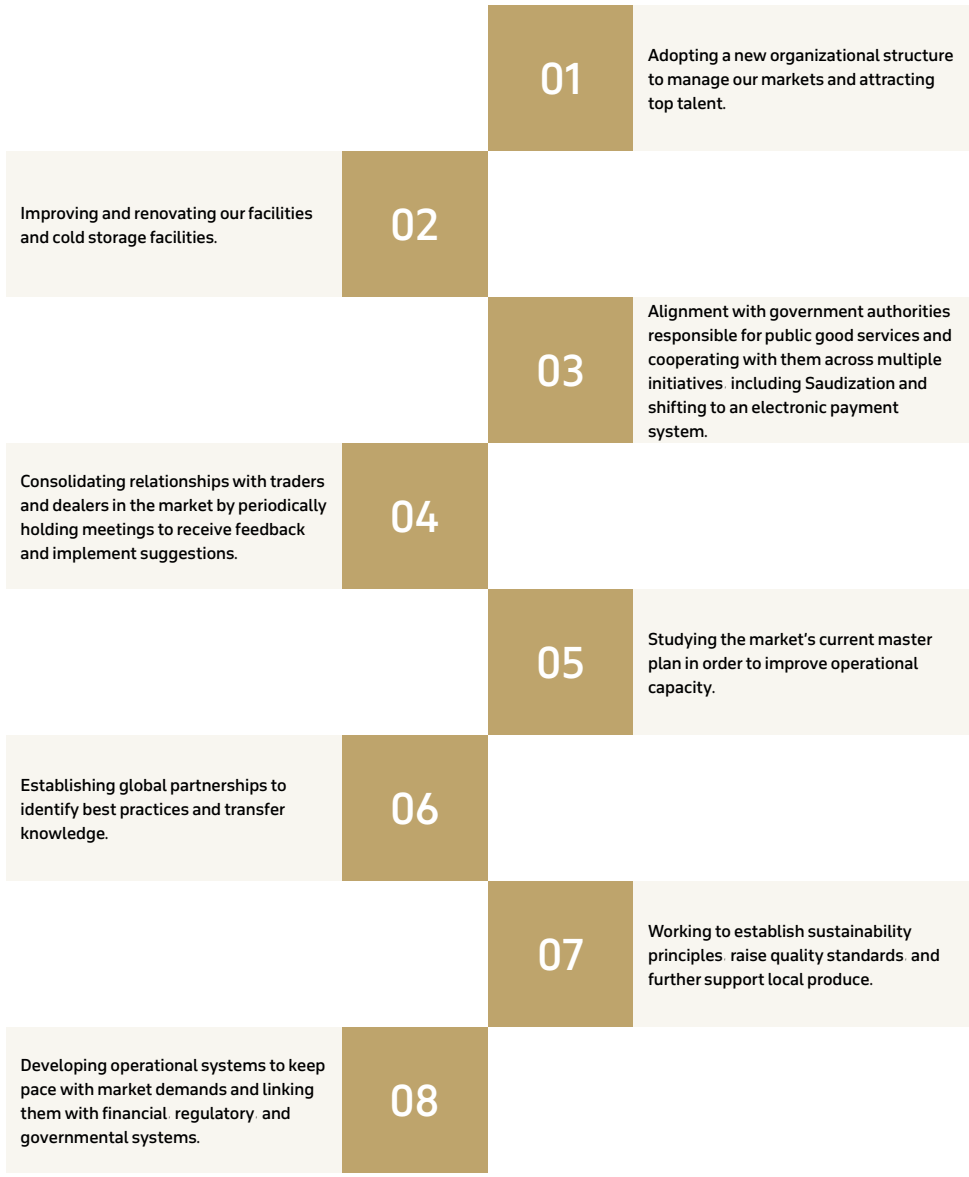 01
Adopting a new organizational structure
to manage our markets and attracting
top talent.
02
Improving and renovating our facilities
and cold storage facilities.
03
Alignment with government authorities
responsible for public good services and
cooperating with them across multiple
initiatives, including Saudization and
shifting to an electronic payment
system.
04
Consolidating relationships with traders
and dealers in the market by periodically
holding meetings to receive feedback
and implement suggestions.
05
Studying the market's current master
plan in order to improve operational
capacity.
06
Establishing global partnerships to
identify best practices and transfer
knowledge.
07
Working to establish sustainability
principles, raise quality standards, and
further support local produce.
08
Developing operational systems to keep
pace with market demands and linking
them with financial, regulatory, and
governmental systems.